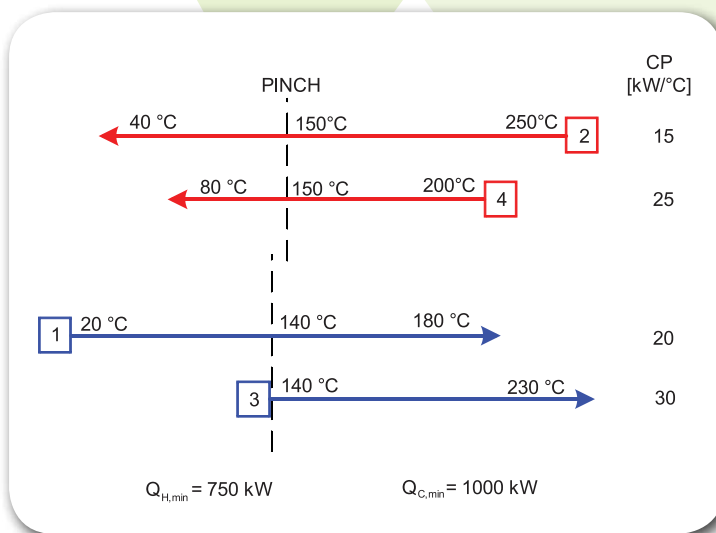 CP
[kW/°C]
PINCH
40 °C 150°C 250°C 2 15
80 °C 150 °C 200°C 4 25
1 20 °C 140 °C 180 °C 20
3 140 °C 230 °C 30
QH,min = 750 kW QC,min = 1000 kW